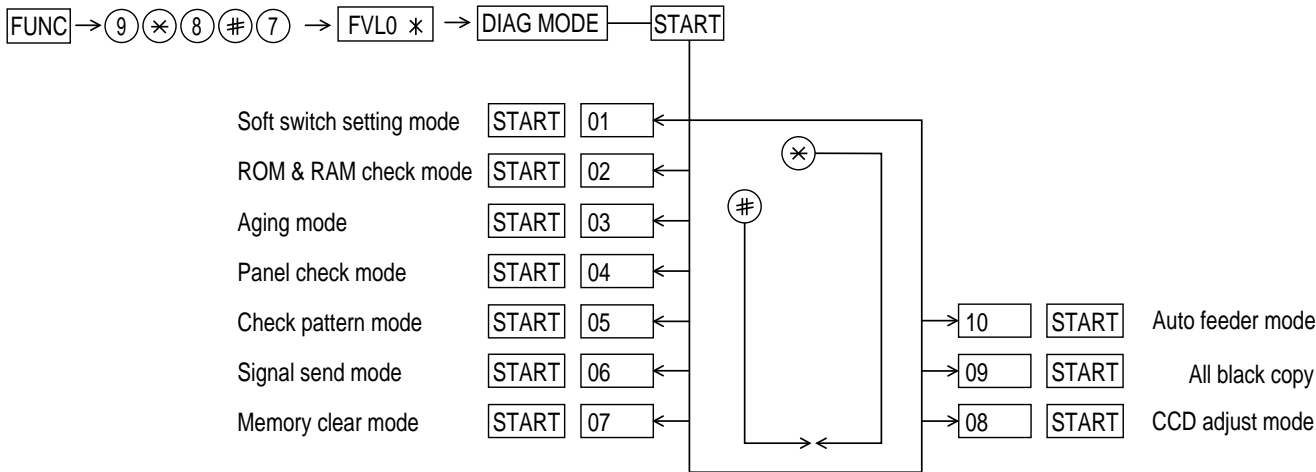 FUNC → 9 * 8 # 7 → FVL0 * → DIAG MODE START
Soft switch setting mode START 01
*
ROM & RAM check mode START 02
#
Aging mode START 03
Panel check mode START 04
Check pattern mode START 05
10 START Auto feeder mode
Signal send mode START 06
09 START All black copy
Memory clear mode START 07
08 START CCD adjust mode